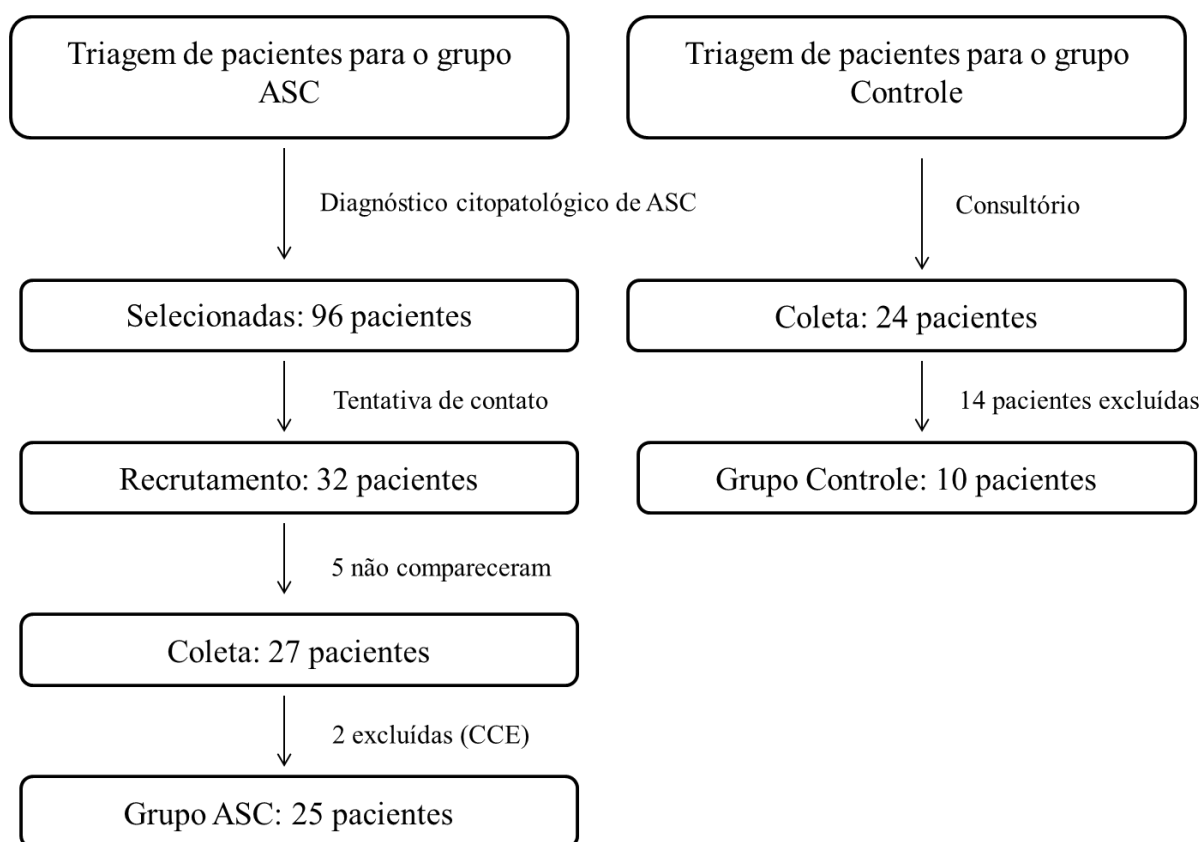 Triagem de pacientes para o grupo
ASC
Diagnóstico citopatológico de ASC
Selecionadas: 96 pacientes
Tentativa de contato
Recrutamento: 32 pacientes
5 não compareceram
Coleta: 27 pacientes
2 excluídas (CCE)
Grupo ASC: 25 pacientes
Triagem de pacientes para o grupo
Controle
Consultório
Coleta: 24 pacientes
14 pacientes excluídas
Grupo Controle: 10 pacientes